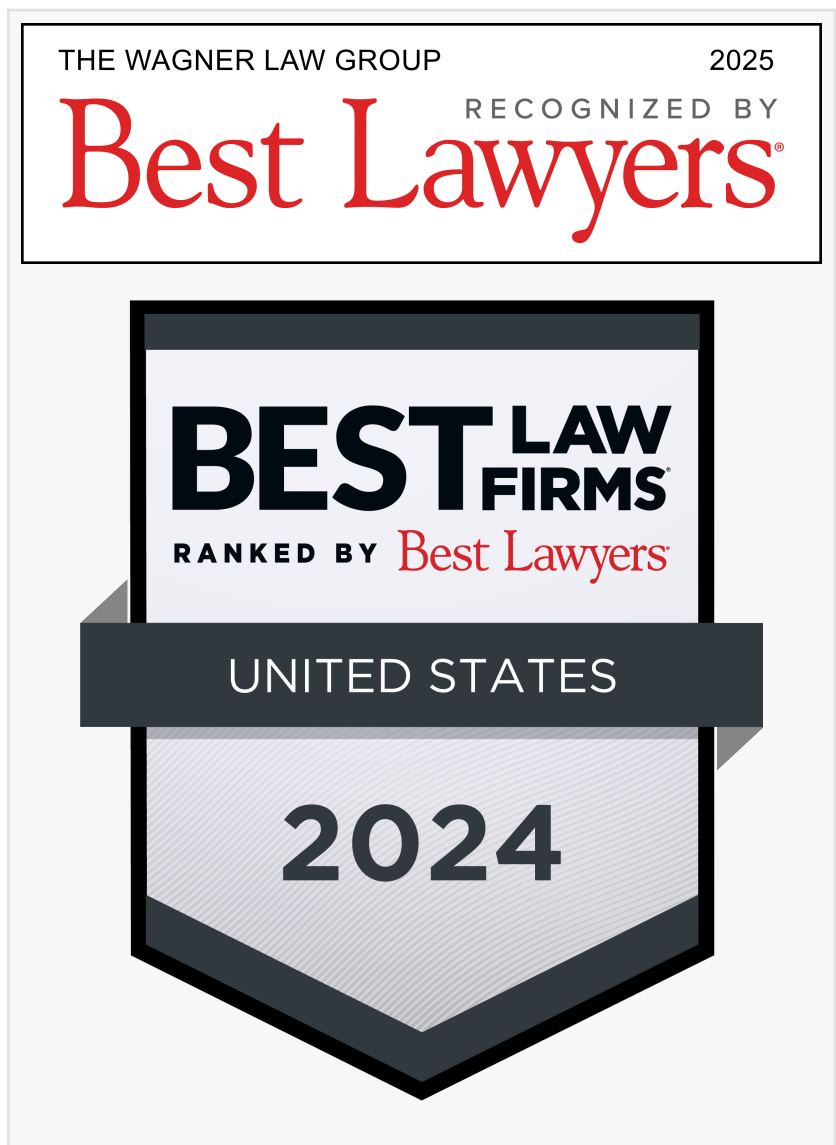 THE WAGNER LAW GROUP 2025
RECOGNIZED BY
Best Lawyers®
BEST LAW FIRMS®
RANKED BY Best Lawyers®
UNITED STATES
2024